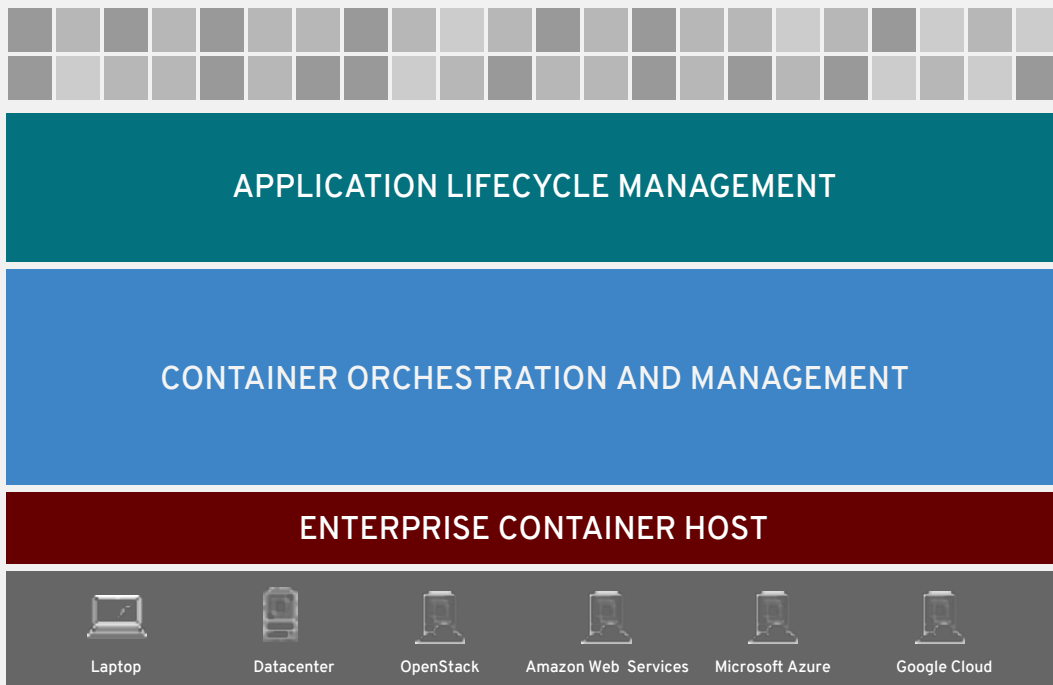 APPLICATION LIFECYCLE MANAGEMENT
CONTAINER ORCHESTRATION AND MANAGEMENT
ENTERPRISE CONTAINER HOST
Laptop Datacenter OpenStack Amazon Web Services Microsoft Azure Google Cloud